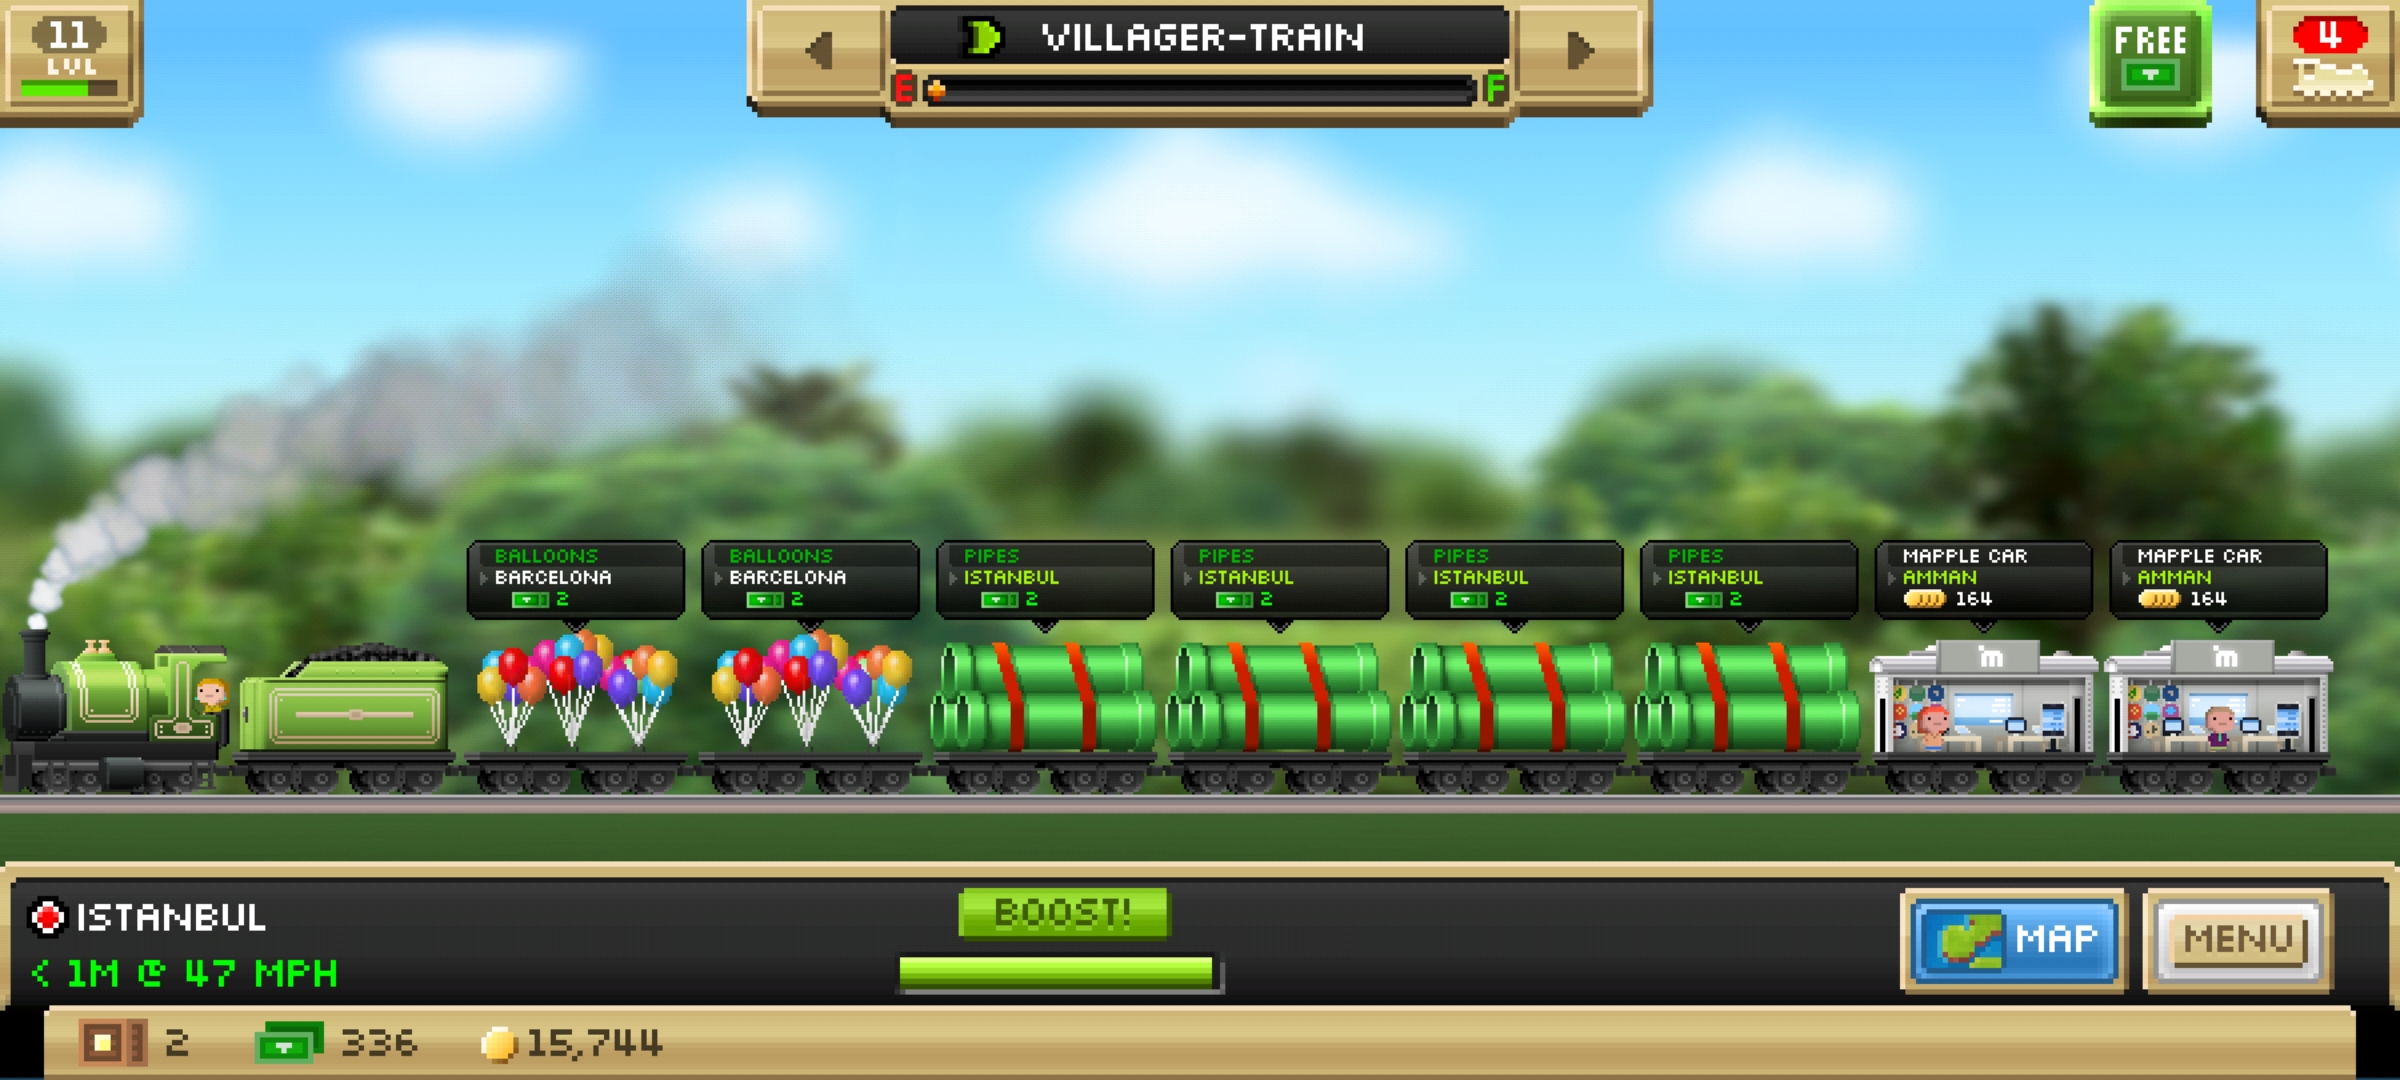 11
LVL
VILLAGER-TRAIN
E F
FREE
4
BALLOONS
BARCELONA
2
BALLOONS
BARCELONA
2
PIPES
ISTANBUL
2
PIPES
ISTANBUL
2
PIPES
ISTANBUL
2
PIPES
ISTANBUL
2
MAPPLE CAR
AMMAN
164
MAPPLE CAR
AMMAN
164
m
m
ISTANBUL
< 1M @ 47 MPH
BOOST!
MAP
MENU
2
336
15,744